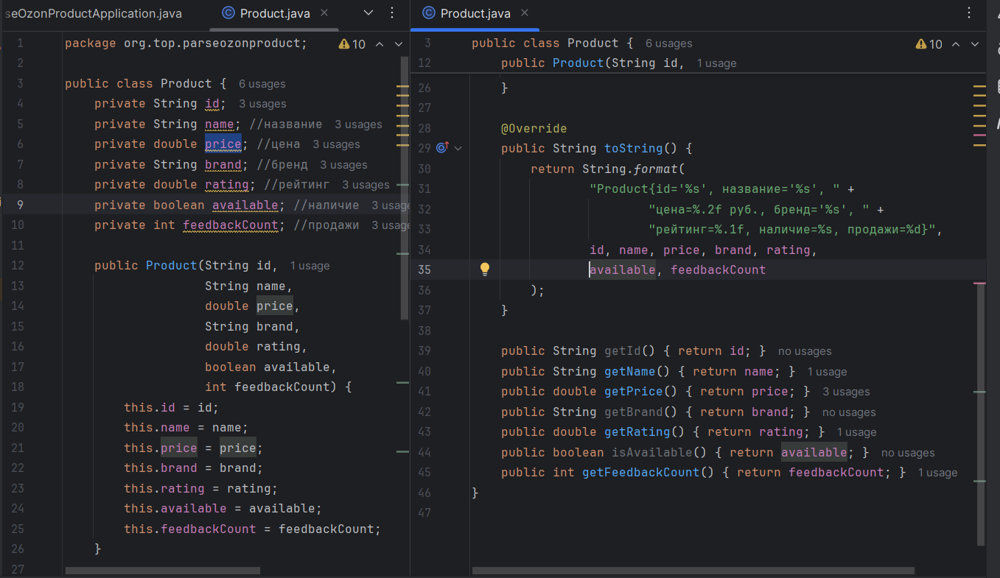 seOzonProductApplication.java
Product.java
1 package org.top.parseozonproduct; 10
2
3 public class Product { 6 usages
4 private String id; 3 usages
5 private String name; //название 3 usages
6 private double price; //цена 3 usages
7 private String brand; //бренд 3 usages
8 private double rating; //рейтинг 3 usages
9 private boolean available; //наличие 3 usage
10 private int feedbackCount; //продажи 3 usage
11
12 public Product(String id, 1 usage
13 String name,
14 double price,
15 String brand,
16 double rating,
17 boolean available,
18 int feedbackCount) {
19 this.id = id;
20 this.name = name;
21 this.price = price;
22 this.brand = brand;
23 this.rating = rating;
24 this.available = available;
25 this.feedbackCount = feedbackCount;
26 }
27
Product.java
3 public class Product { 6 usages 10
12 public Product(String id, 1 usage
26 }
27
28 @Override
29 public String toString() {
30 return String.format(
31 "Product{id='%s', название='%s', " +
32 "цена=%.2f руб., бренд='%s', " +
33 "рейтинг=%.1f, наличие=%s, продажи=%d}",
34 id, name, price, brand, rating,
35 available, feedbackCount
36 );
37 }
38
39 public String getId() { return id; } no usages
40 public String getName() { return name; } 1 usage
41 public double getPrice() { return price; } 3 usages
42 public String getBrand() { return brand; } no usages
43 public double getRating() { return rating; } 1 usage
44 public boolean isAvailable() { return available; } no usages
45 public int getFeedbackCount() { return feedbackCount; } 1 usage
46 }
47